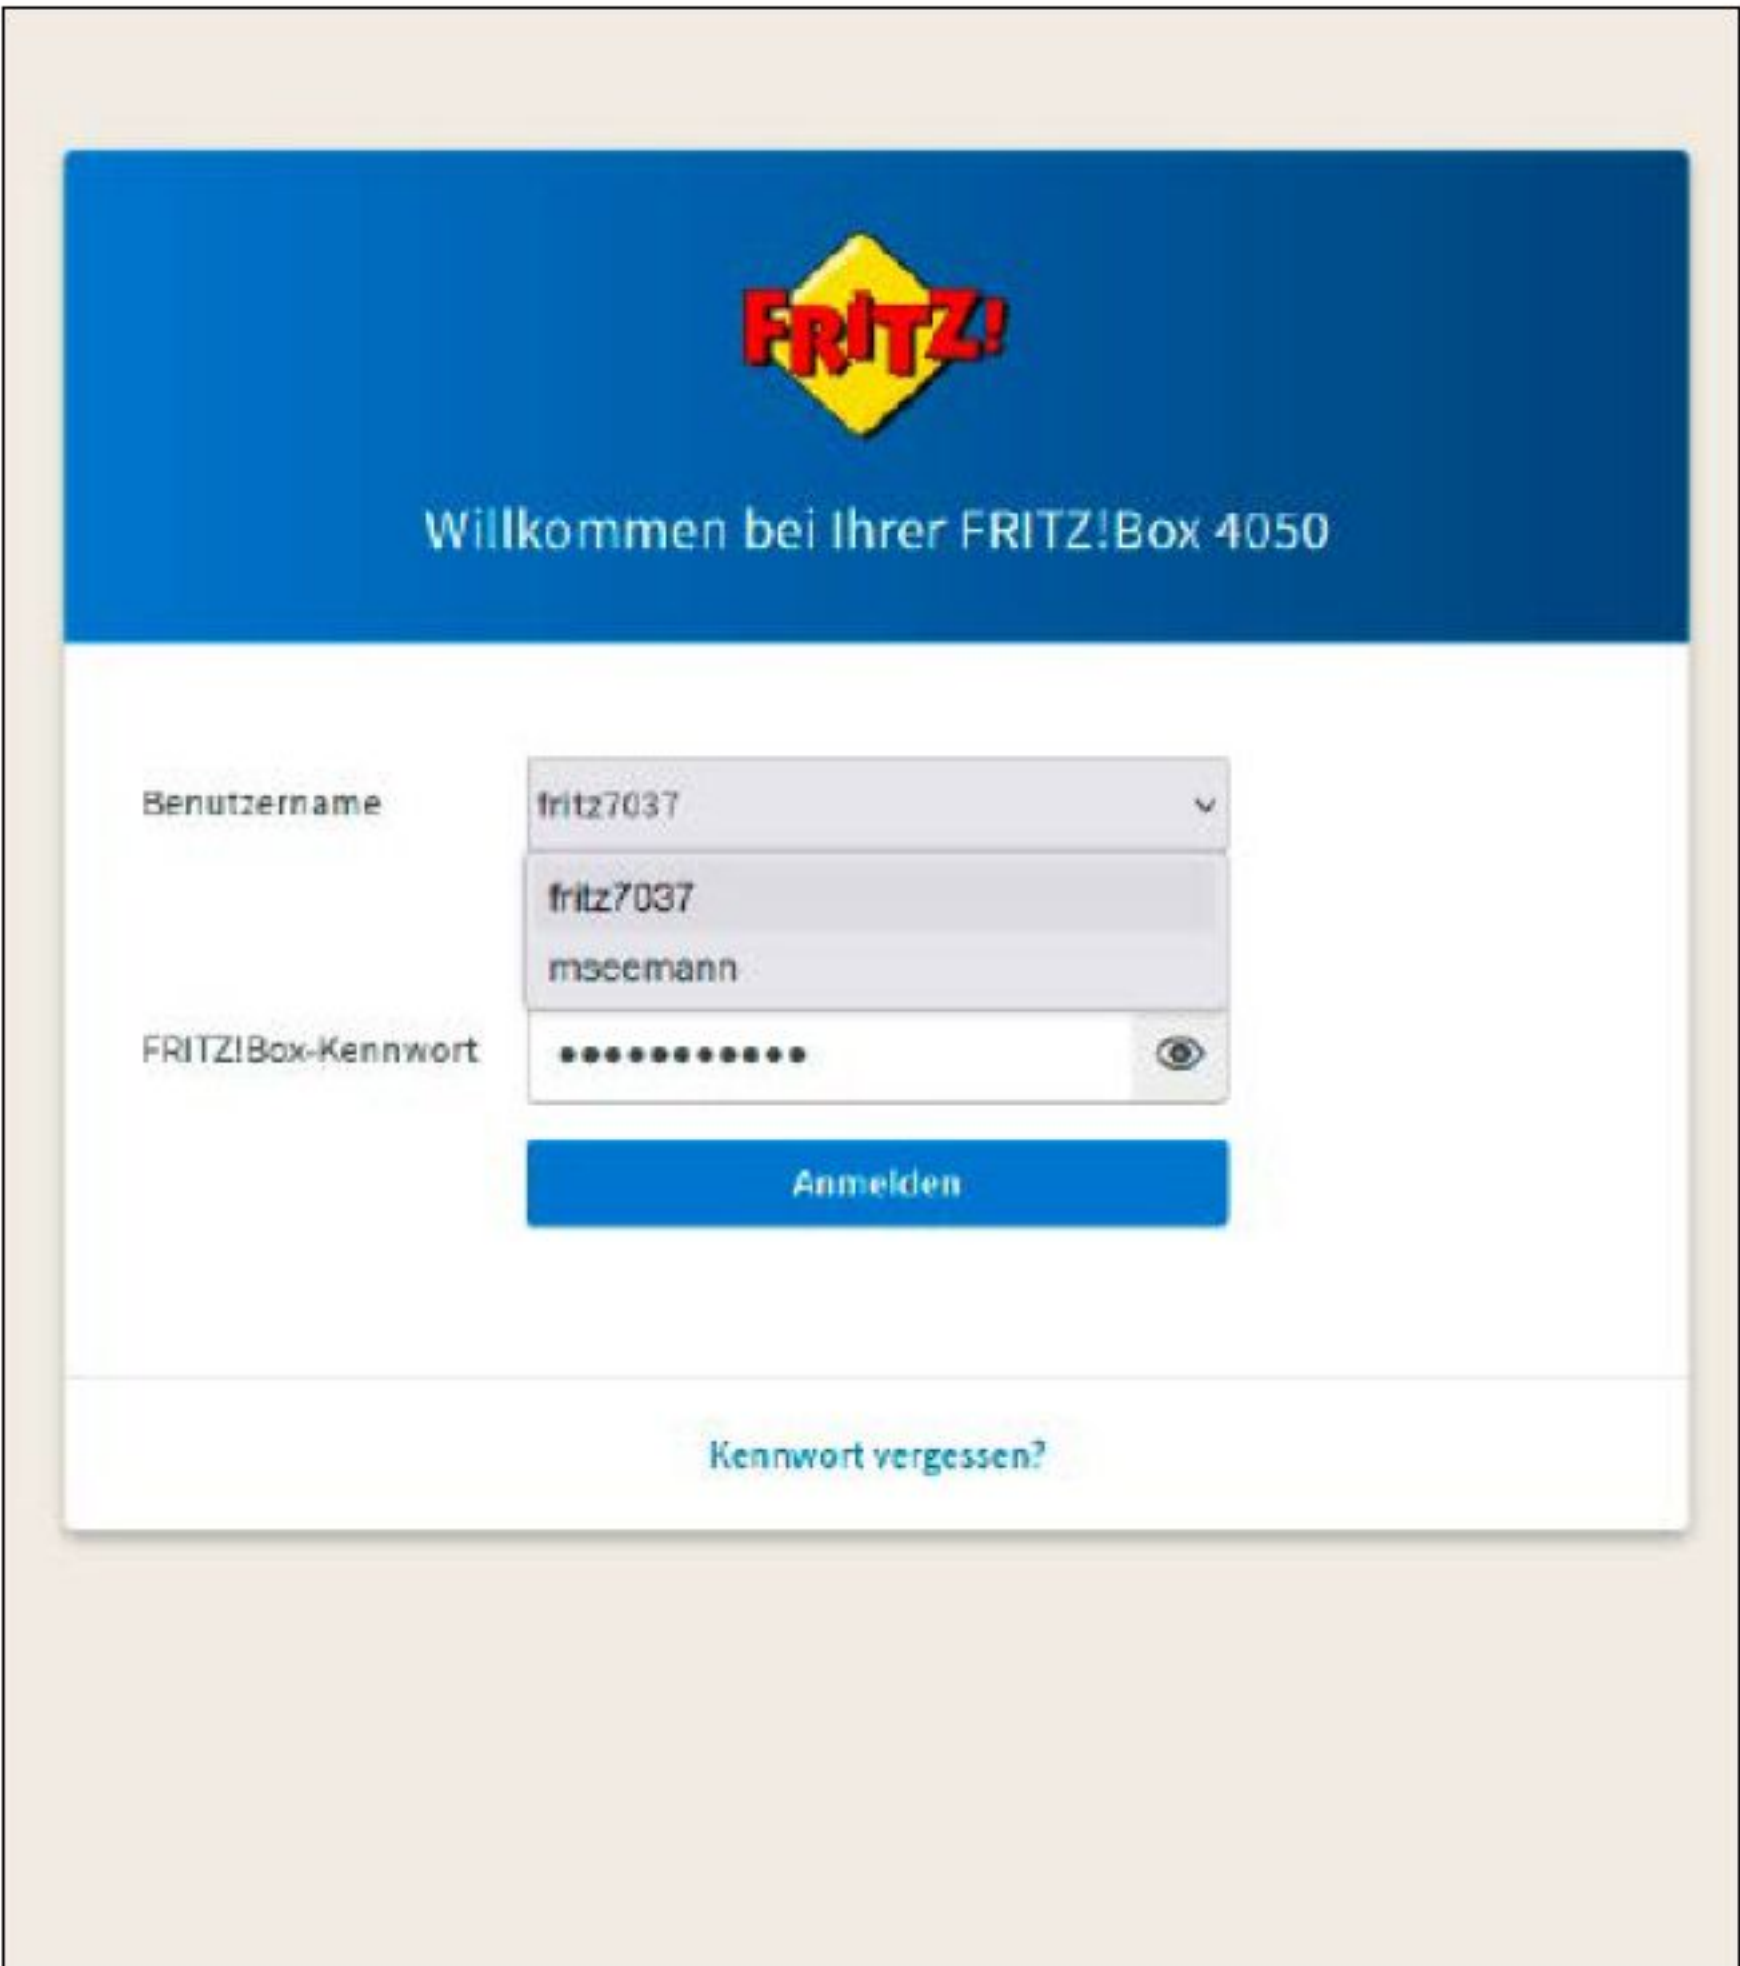 FRITZ!
Willkommen bei Ihrer FRITZ!Box 4050
Benutzername
fritz7037
fritz7037
mseemann
FRITZ!Box-Kennwort
Anmelden
Kennwort vergessen?